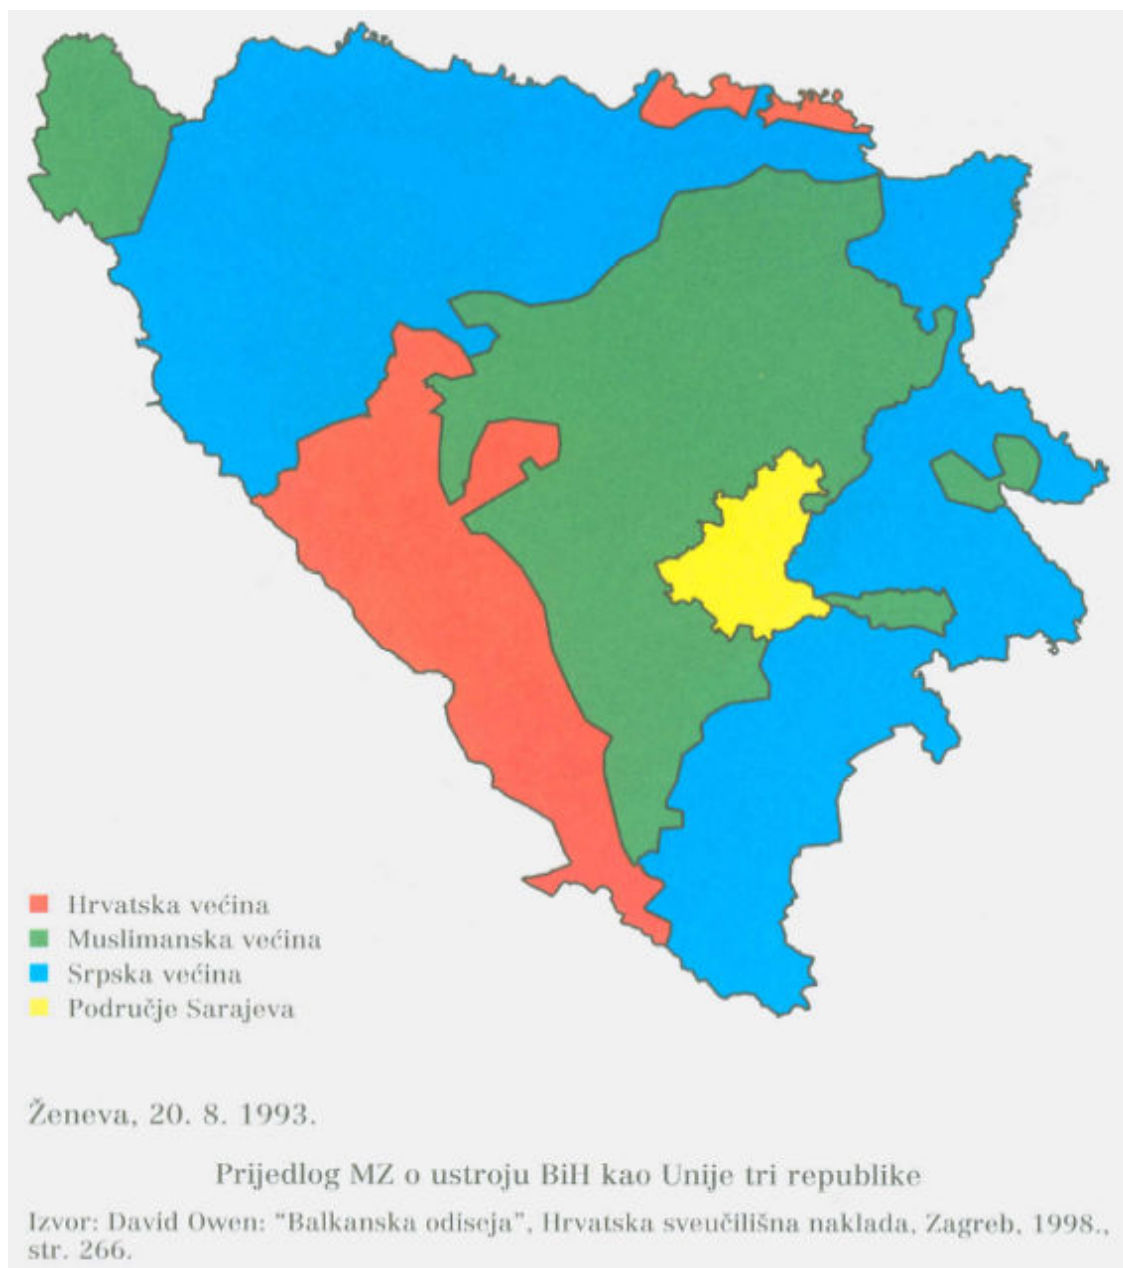 Hrvatska većina
Muslimanska većina
Srpska većina
Područje Sarajeva
Ženeva, 20. 8. 1993.
Prijedlog MZ o ustroju BiH kao Unije tri republike
Izvor: David Owen: “Balkanska odiseja”, Hrvatska sveučilišna naklada, Zagreb, 1998.,
str. 266.